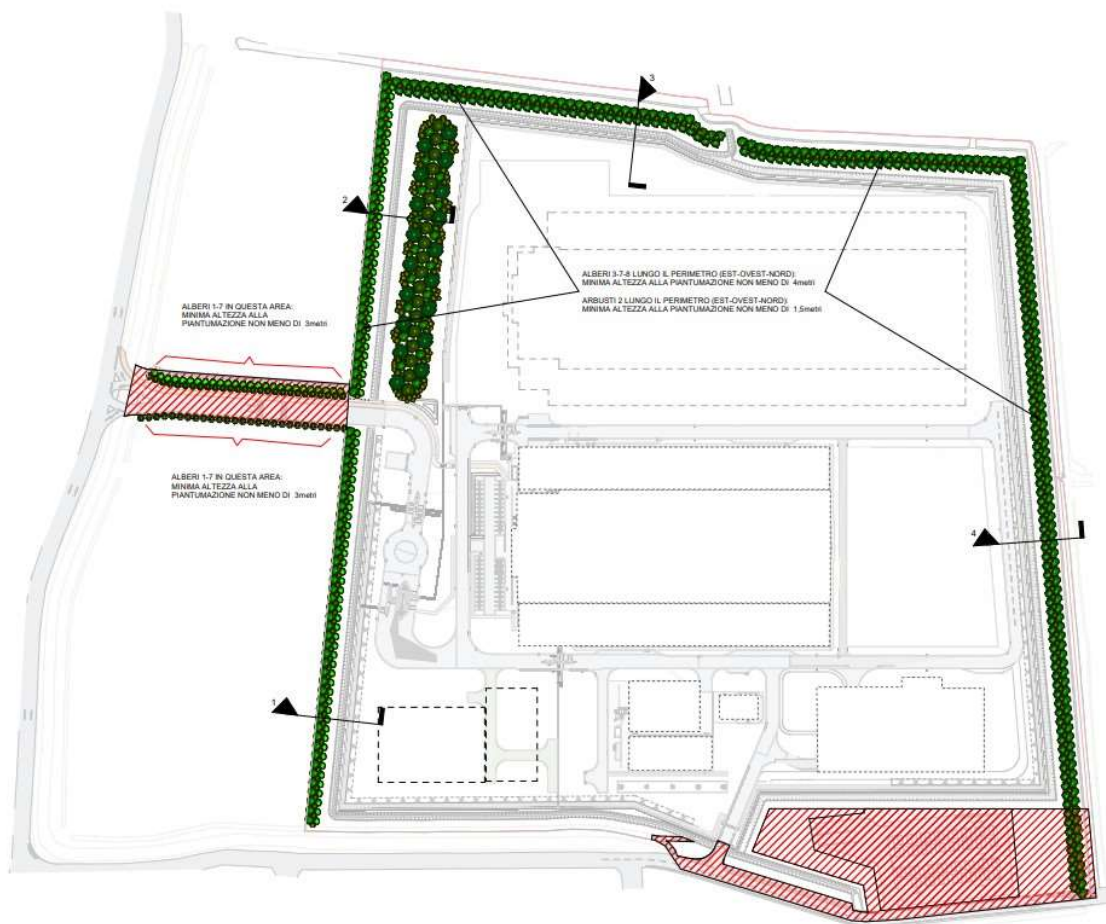 3
2
ALBERI 3-7-8 LUNGO IL PERIMETRO (EST-OVEST-NORD):
MINIMA ALTEZZA ALLA PIANTUMAZIONE NON MENO DI 4metri
ARBUSTI 2 LUNGO IL PERIMETRO (EST-OVEST-NORD):
MINIMA ALTEZZA ALLA PIANTUMAZIONE NON MENO DI 1,5metri
ALBERI 1-7 IN QUESTA AREA:
MINIMA ALTEZZA ALLA
PIANTUMAZIONE NON MENO DI 3metri
ALBERI 1-7 IN QUESTA AREA:
MINIMA ALTEZZA ALLA
PIANTUMAZIONE NON MENO DI 3metri
4
1